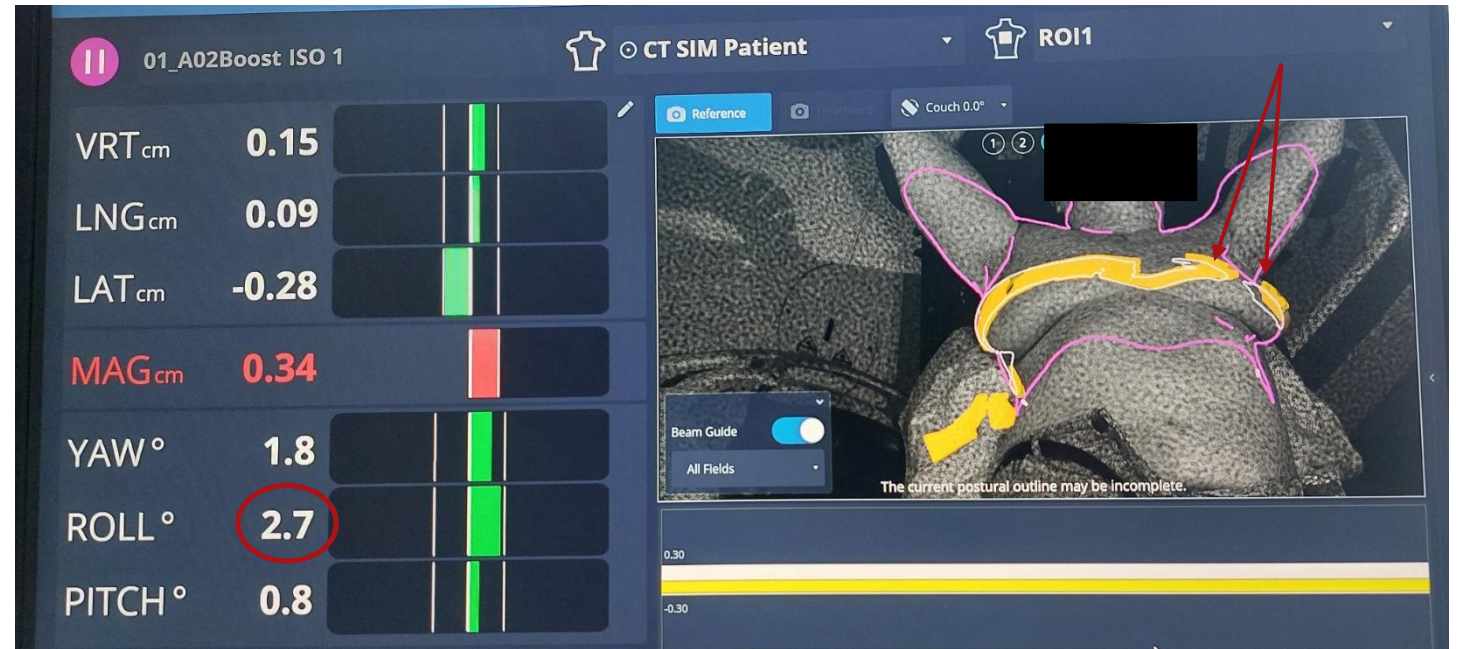 01_A02Boost ISO 1
CT SIM Patient
ROI1
VRT cm 0.15
LNG cm 0.09
LAT cm -0.28
MAG cm 0.34
YAW° 1.8
ROLL° 2.7
PITCH° 0.8
Reference
Treatment
Couch 0.0°
1 2
Beam Guide
All Fields
The current postural outline may be incomplete.
0.30
-0.30